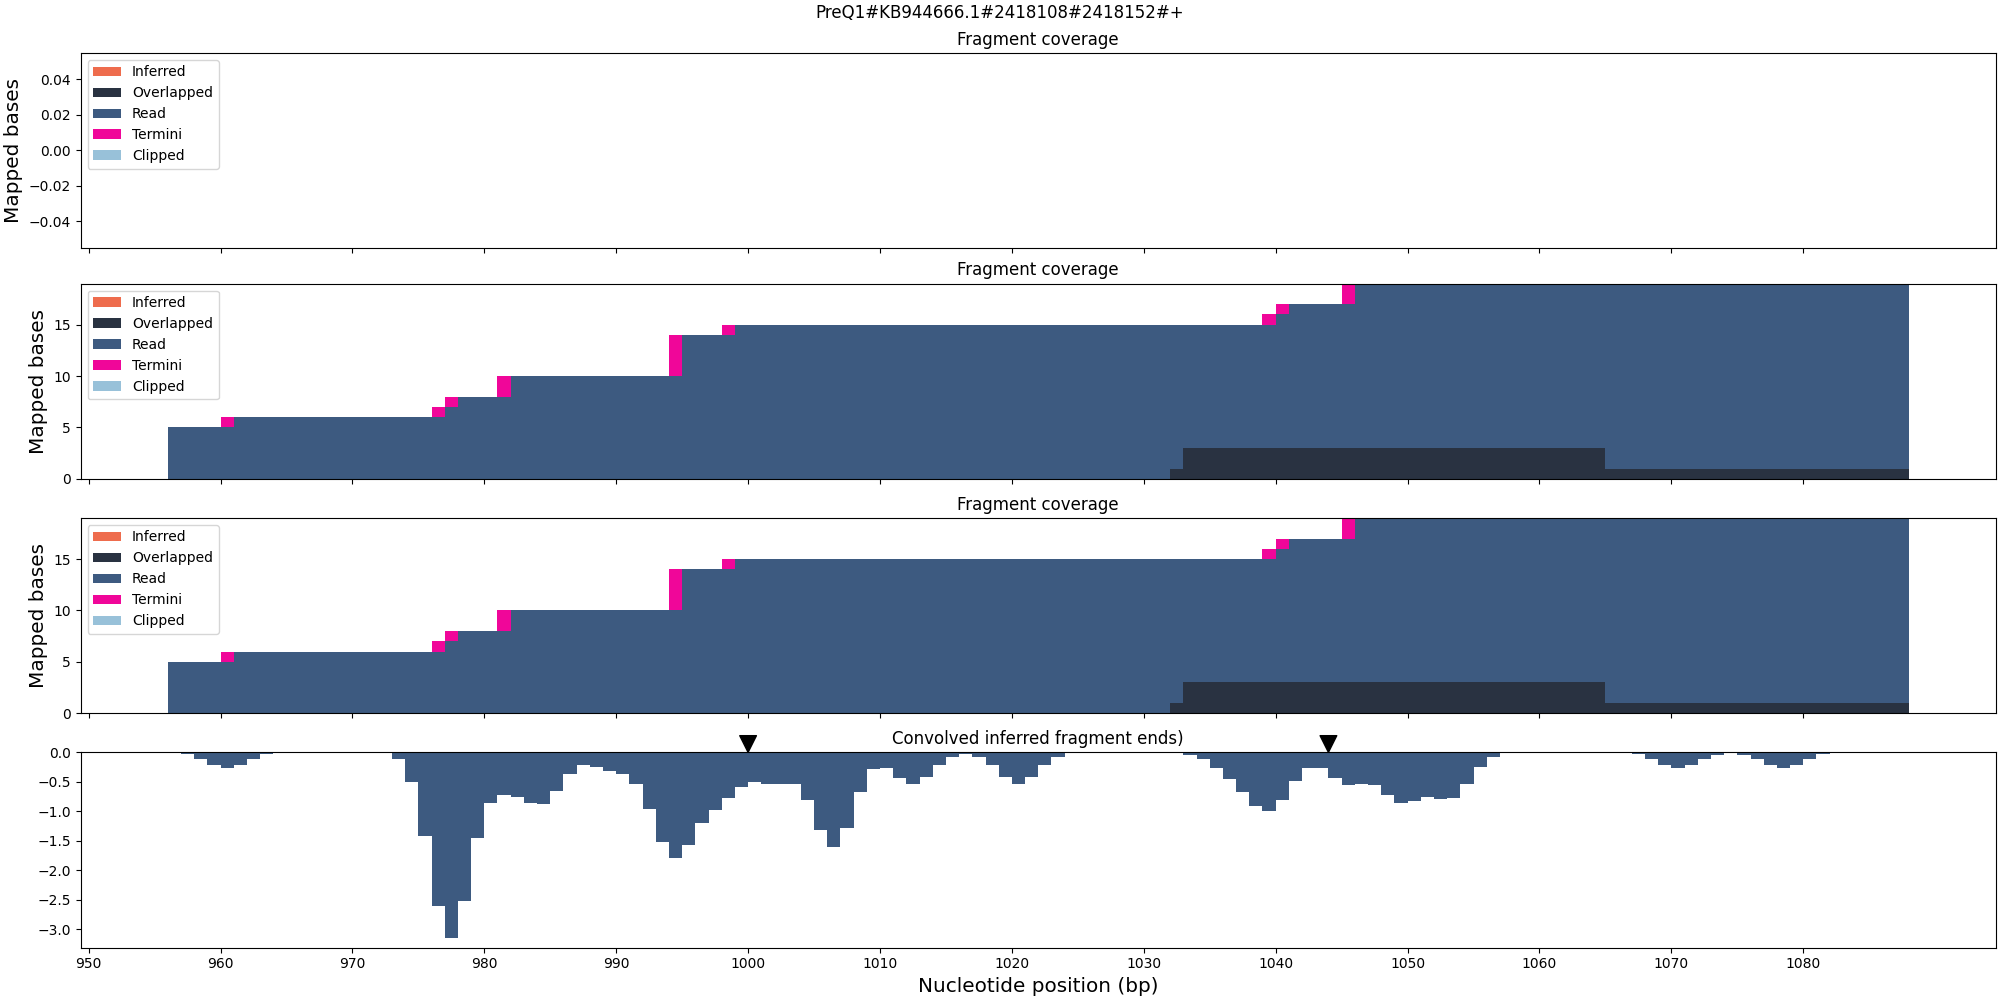 PreQ1#KB944666.1#2418108#2418152#+
Fragment coverage
Mapped bases
0.04
0.02
0.00
−0.02
−0.04
Inferred
Overlapped
Read
Termini
Clipped
Fragment coverage
Mapped bases
15
10
5
0
Inferred
Overlapped
Read
Termini
Clipped
Fragment coverage
Mapped bases
15
10
5
0
Inferred
Overlapped
Read
Termini
Clipped
Convolved inferred fragment ends)
0.0
−0.5
−1.0
−1.5
−2.0
−2.5
−3.0
950 960 970 980 990 1000 1010 1020 1030 1040 1050 1060 1070 1080
Nucleotide position (bp)